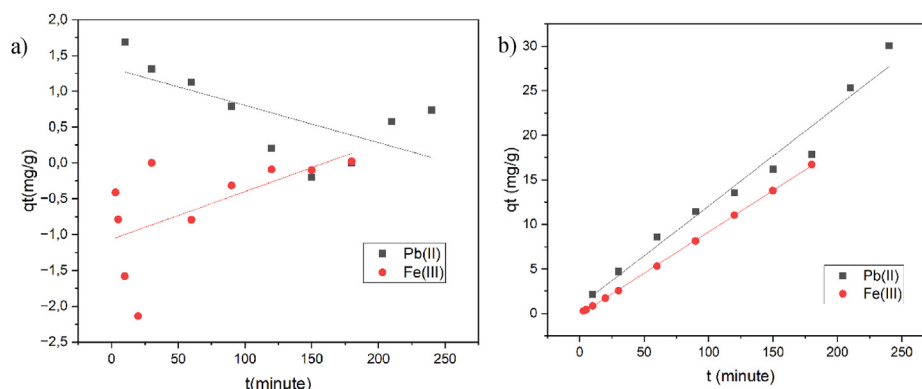 a)
qt(mg/g)
2,0
1,5
1,0
0,5
0,0
−0,5
−1,0
−1,5
−2,0
−2,5
Pb(II)
Fe(III)
0 50 100 150 200 250
t(minute)
b)
qt (mg/g)
30
25
20
15
10
5
0
Pb(II)
Fe(III)
0 50 100 150 200 250
t (minute)